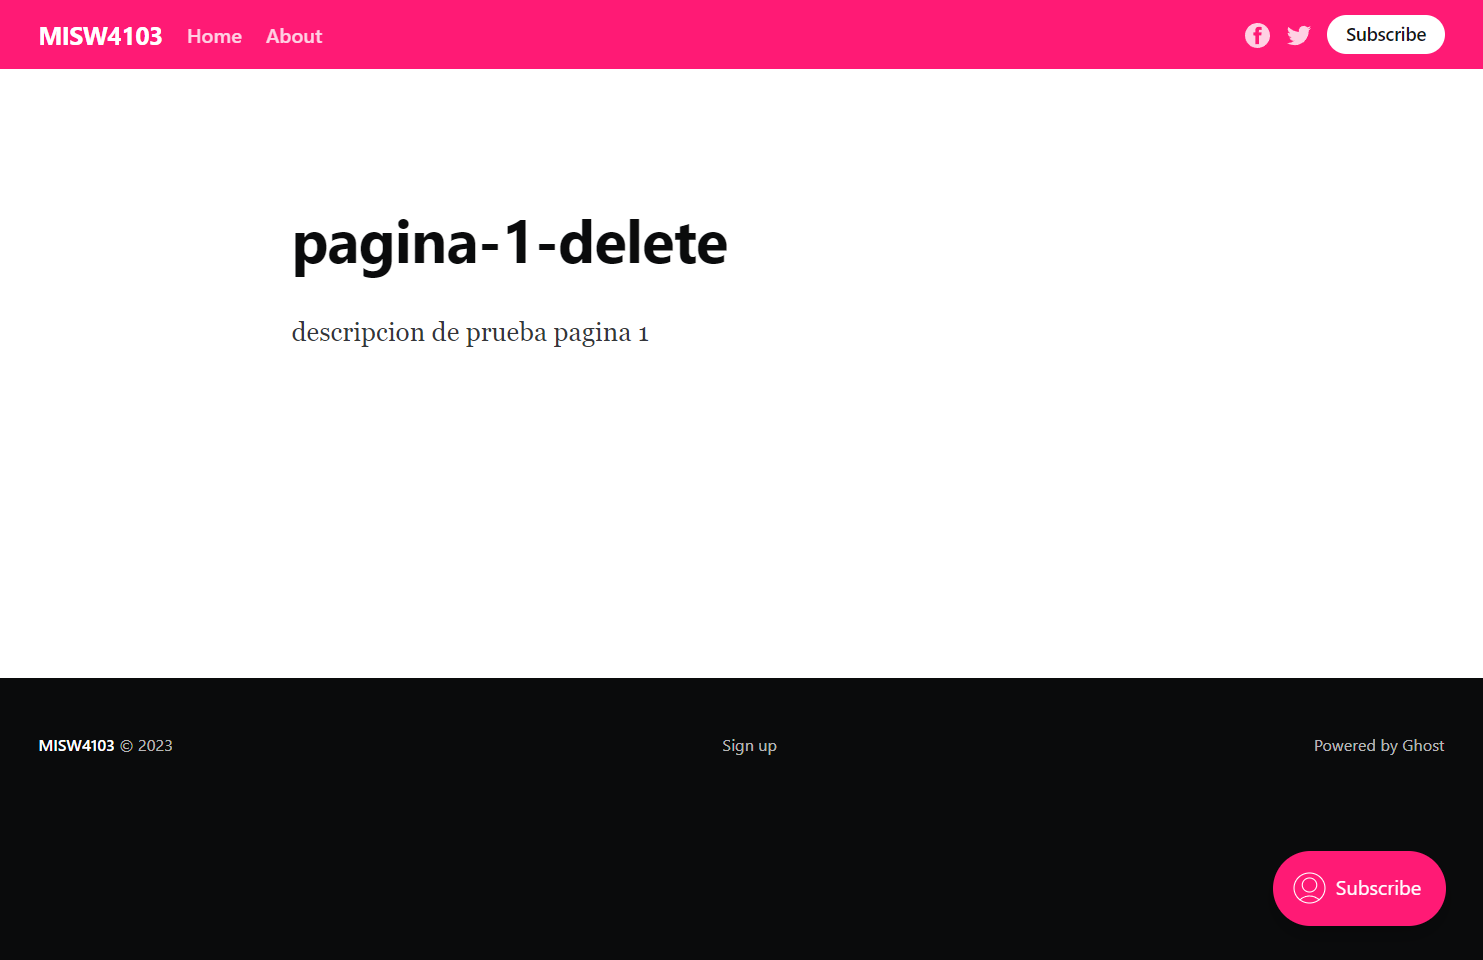 MISW4103 Home About Subscribe
pagina-1-delete
descripcion de prueba pagina 1
MISW4103 © 2023 Sign up Powered by Ghost
Subscribe